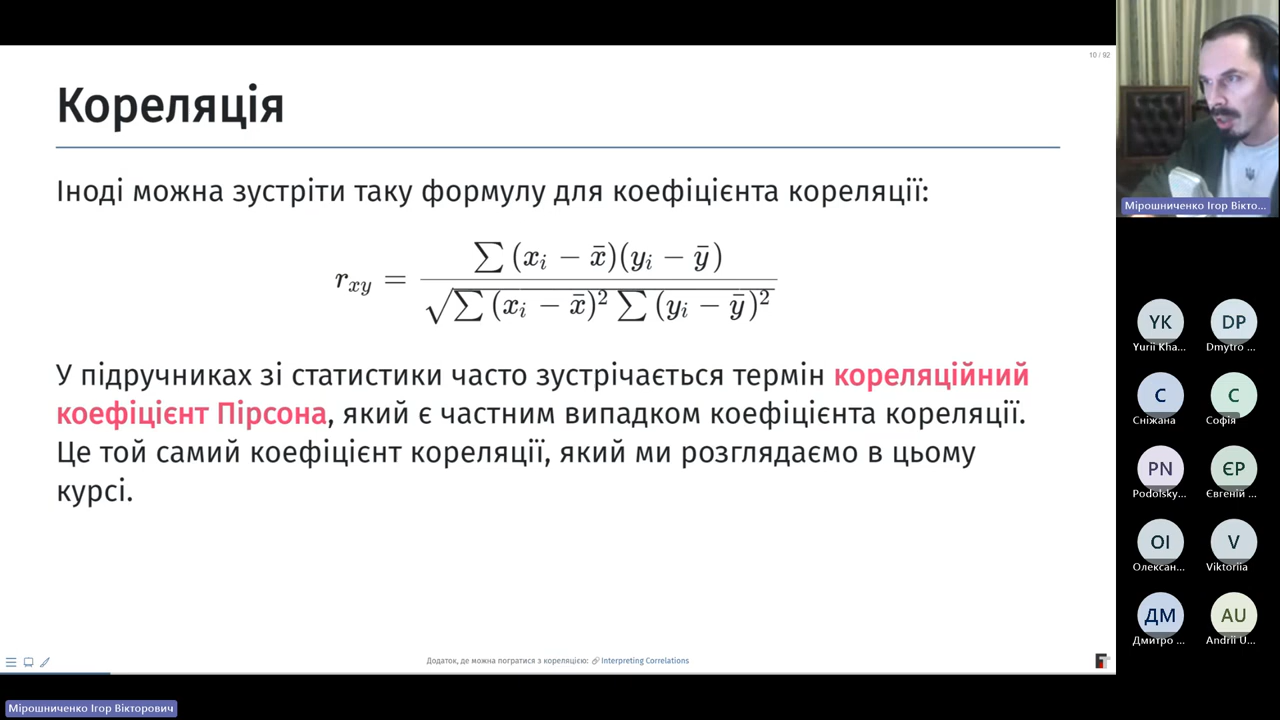 10 / 92
Кореляція
Іноді можна зустріти таку формулу для коефіцієнта кореляції:
r_{xy} = \frac{\sum (x_i - \bar{x})(y_i - \bar{y})}{\sqrt{\sum (x_i - \bar{x})^2 \sum (y_i - \bar{y})^2}}
У підручниках зі статистики часто зустрічається термін кореляційний
коефіцієнт Пірсона, який є частним випадком коефіцієнта кореляції.
Це той самий коефіцієнт кореляції, який ми розглядаємо в цьому
курсі.
Додаток, де можна погратися з кореляцією: Interpreting Correlations
Мірошниченко Ігор Вікторович
Мірошниченко Ігор Вікто...
YK
DP
Yurii Kha...
Dmytro ...
С
С
Сніжана
Софія
PN
ЄР
Podolsky...
Євгеній ...
ОІ
V
Олексан...
Viktoriia
ДМ
AU
Дмитро ...
Andrii U...